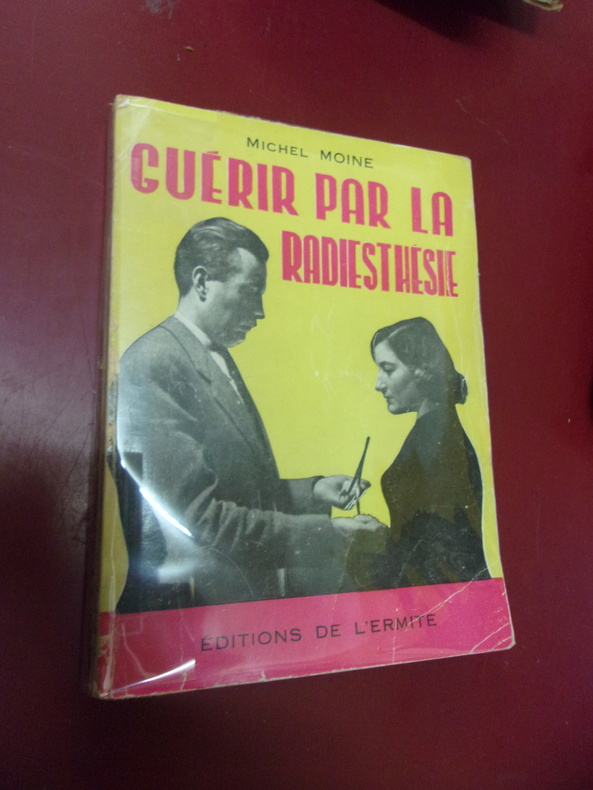 MICHEL MOINE
GUÉRIR PAR LA
RADIESTHÉSIE
ÉDITIONS DE L'ERMITE